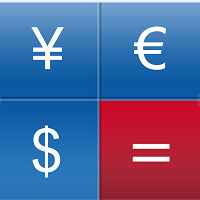 ¥ €
$ =